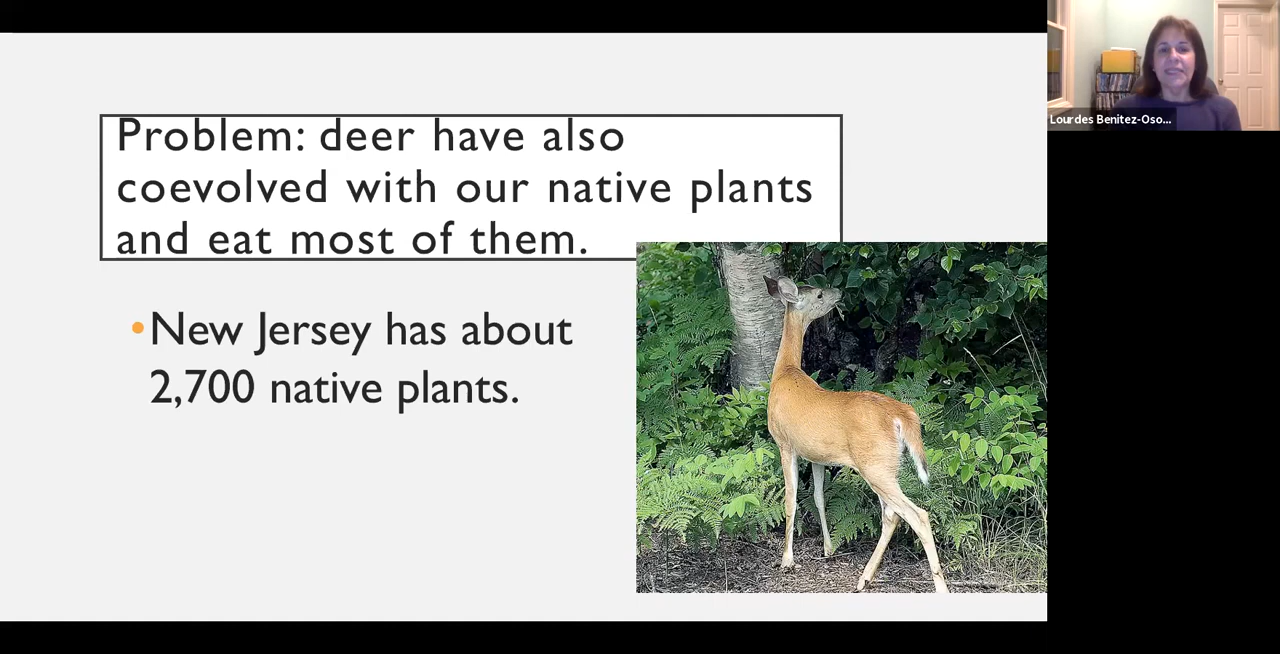 Problem: deer have also
coevolved with our native plants
and eat most of them.
•New Jersey has about
2,700 native plants.
Lourdes Benitez-Oso...